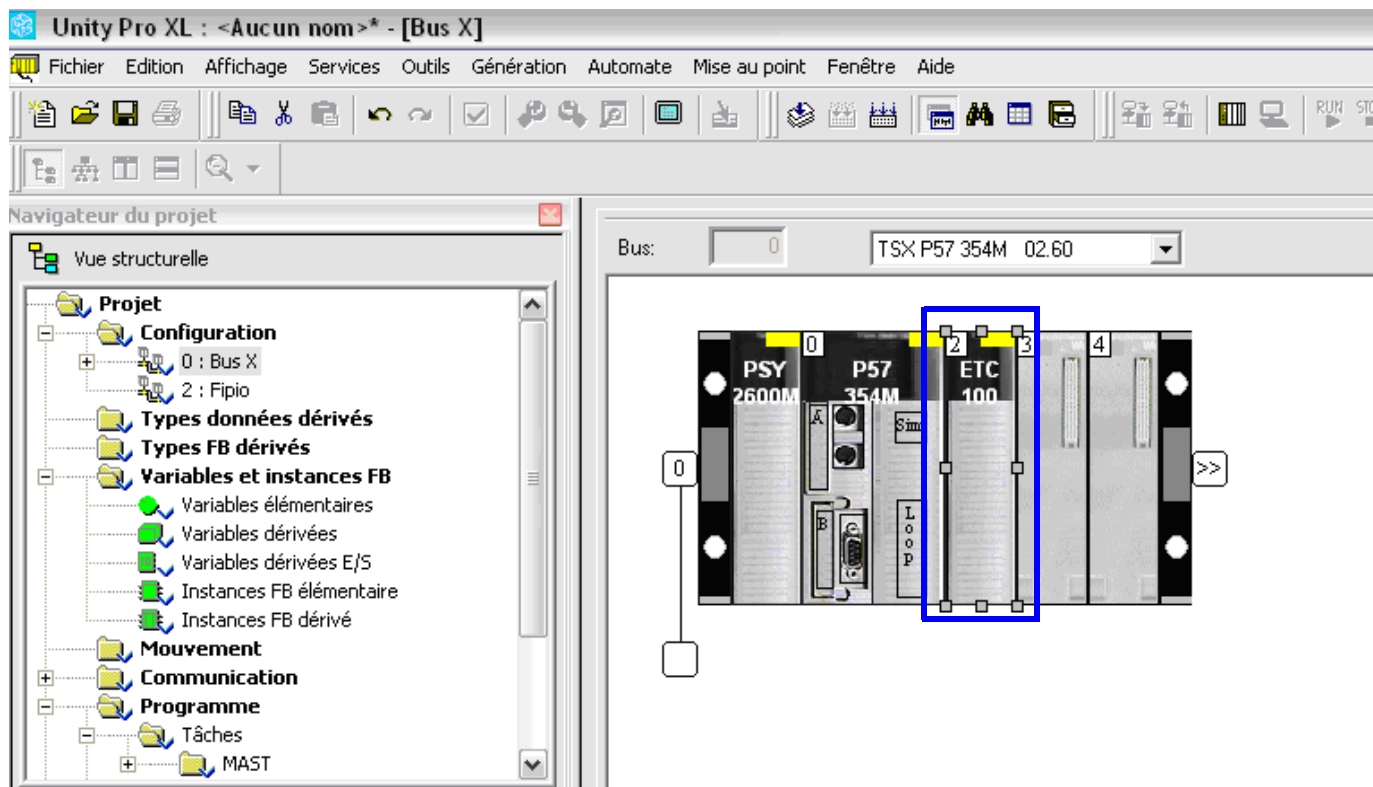 Unity Pro XL : <Aucun nom>* - [Bus X]
Fichier Edition Affichage Services Outils Génération Automate Mise au point Fenêtre Aide
RUN
Navigateur du projet
Vue structurelle
Projet
Configuration
0 : Bus X
2 : Fipio
Types données dérivés
Types FB dérivés
Variables et instances FB
Variables élémentaires
Variables dérivées
Variables dérivées E/S
Instances FB élémentaire
Instances FB dérivé
Mouvement
Communication
Programme
Tâches
MAST
Bus: 0 TSX P57 354M 02.60
0 2 3 4
PSY P57 ETC
2600M 354M 100
A
B
Loop
0 >>